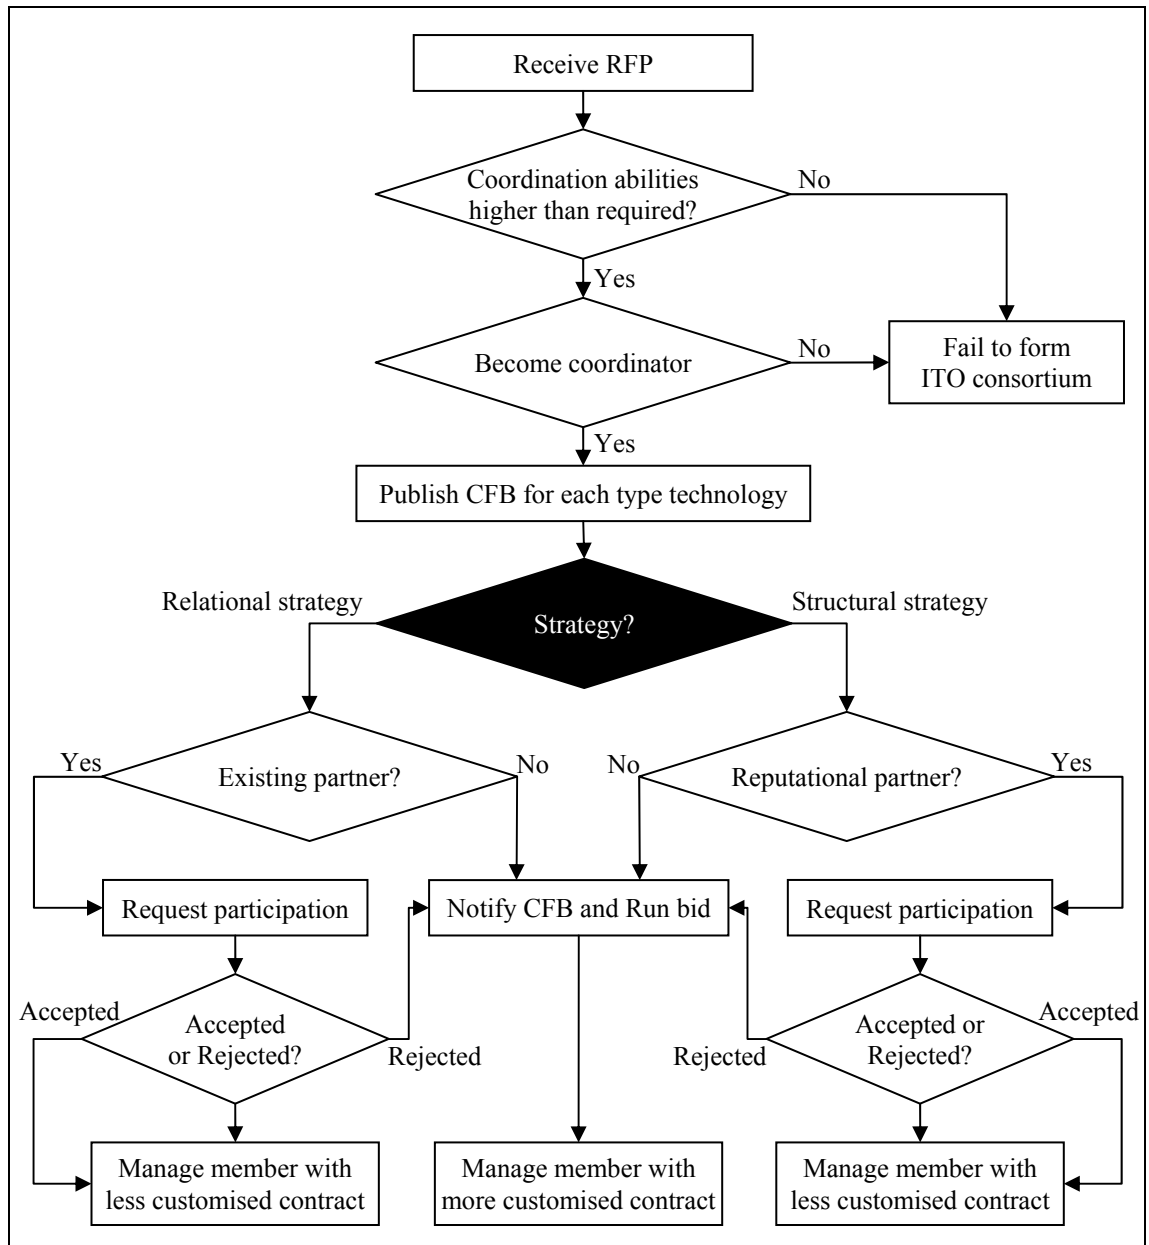 Receive RFP
Coordination abilities
higher than required?
No
Yes
Become coordinator
No
Fail to form
ITO consortium
Yes
Publish CFB for each type technology
Relational strategy
Strategy?
Structural strategy
Yes
Existing partner?
No
No
Reputational partner?
Yes
Request participation
Notify CFB and Run bid
Request participation
Accepted
Accepted
or Rejected?
Rejected
Rejected
Accepted or
Rejected?
Accepted
Manage member with
less customised contract
Manage member with
more customised contract
Manage member with
less customised contract